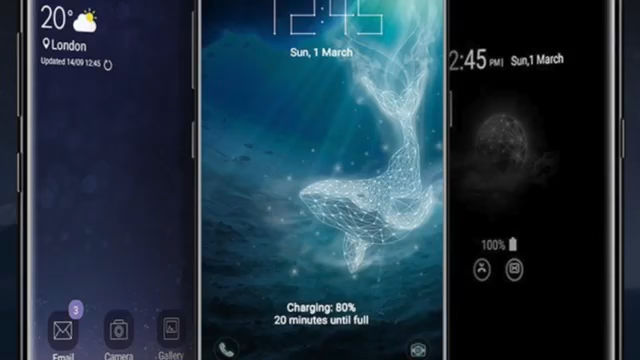 20°
London
Updated 14/09 12:45
3
Email
Camera
Gallery
12:45
Sun, 1 March
Charging: 80%
20 minutes until full
2:45 PM | Sun,1 March
100%